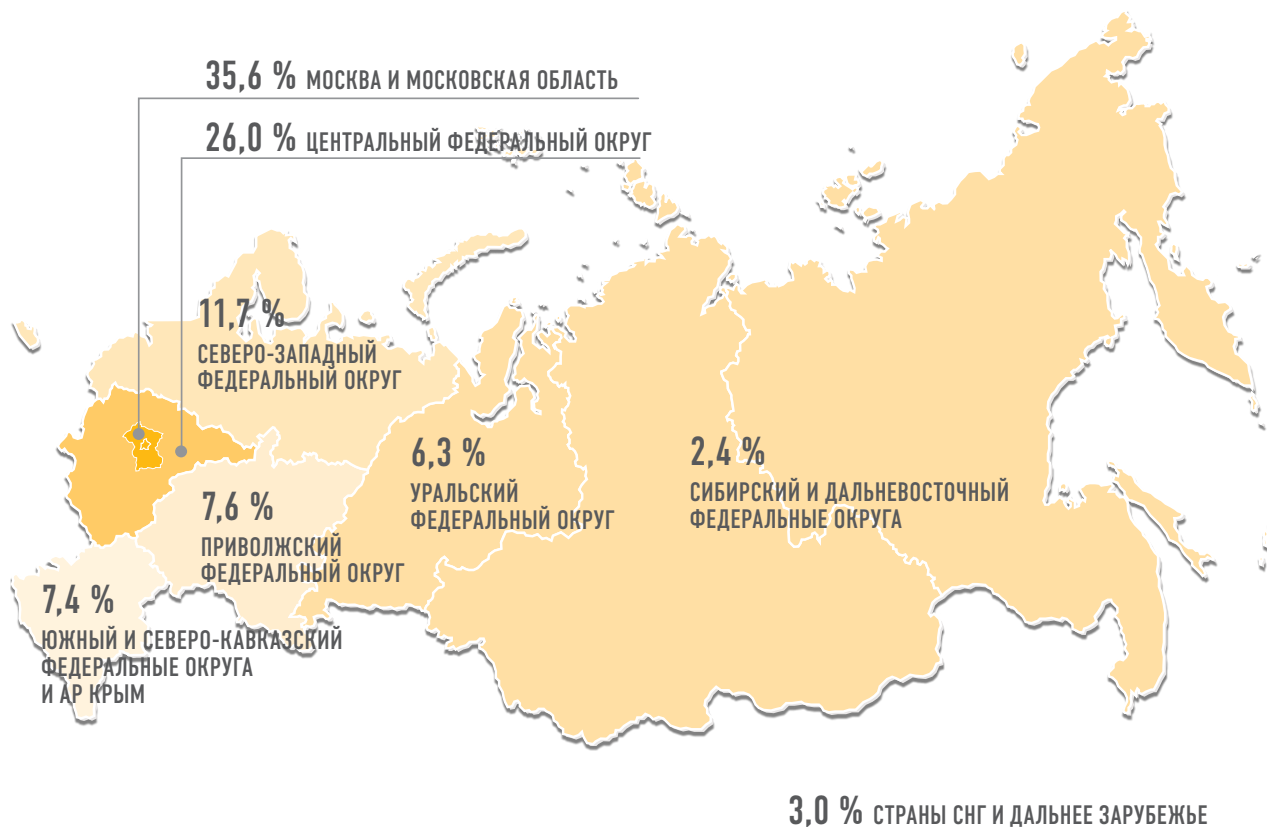 35,6 % МОСКВА И МОСКОВСКАЯ ОБЛАСТЬ
26,0 % ЦЕНТРАЛЬНЫЙ ФЕДЕРАЛЬНЫЙ ОКРУГ
11,7 %
СЕВЕРО-ЗАПАДНЫЙ
ФЕДЕРАЛЬНЫЙ ОКРУГ
6,3 %
УРАЛЬСКИЙ
ФЕДЕРАЛЬНЫЙ ОКРУГ
2,4 %
СИБИРСКИЙ И ДАЛЬНЕВОСТОЧНЫЙ
ФЕДЕРАЛЬНЫЕ ОКРУГА
7,6 %
ПРИВОЛЖСКИЙ
ФЕДЕРАЛЬНЫЙ ОКРУГ
7,4 %
ЮЖНЫЙ И СЕВЕРО-КАВКАЗСКИЙ
ФЕДЕРАЛЬНЫЕ ОКРУГА
И АР КРЫМ
3,0 % СТРАНЫ СНГ И ДАЛЬНЕЕ ЗАРУБЕЖЬЕ